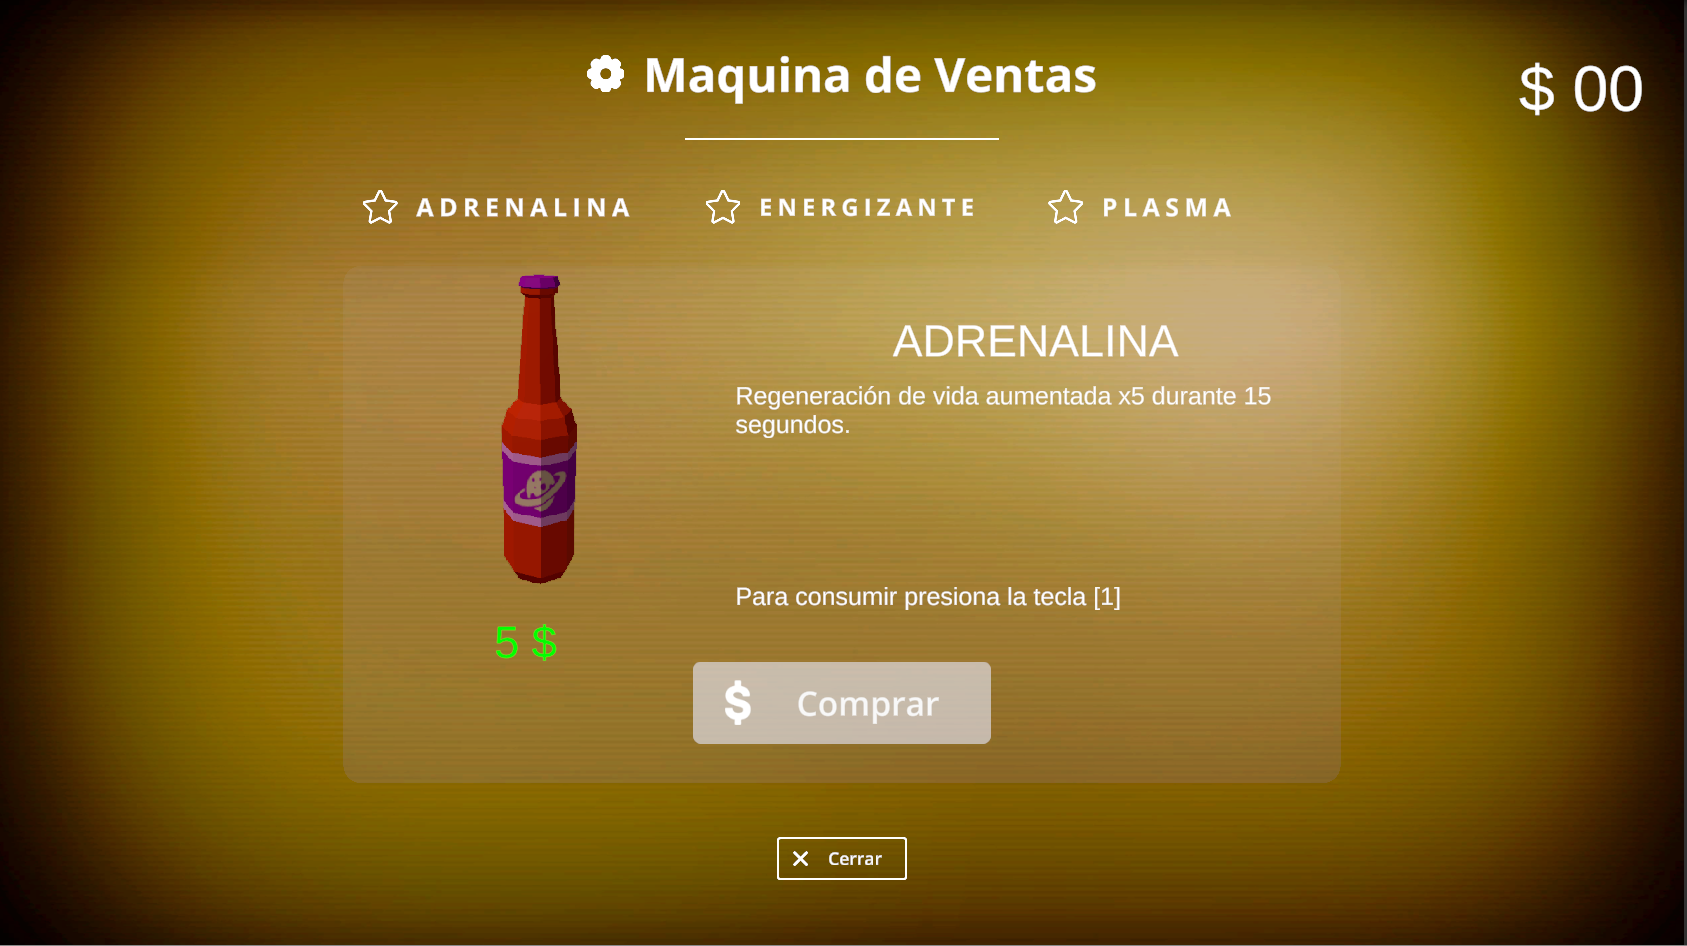 Maquina de Ventas
$ 00
ADRENALINA
ENERGIZANTE
PLASMA
ADRENALINA
Regeneración de vida aumentada x5 durante 15
segundos.
Para consumir presiona la tecla [1]
5 $
$ Comprar
Cerrar